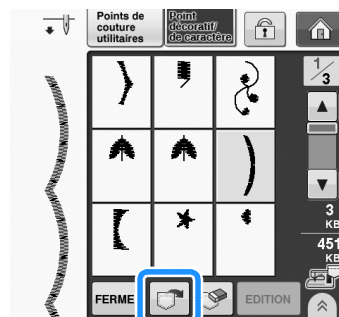 Points de
couture
utilitaires
Point
décoratif/
de caractère
1/3
3
KB
451
KB
FERME
EDITION